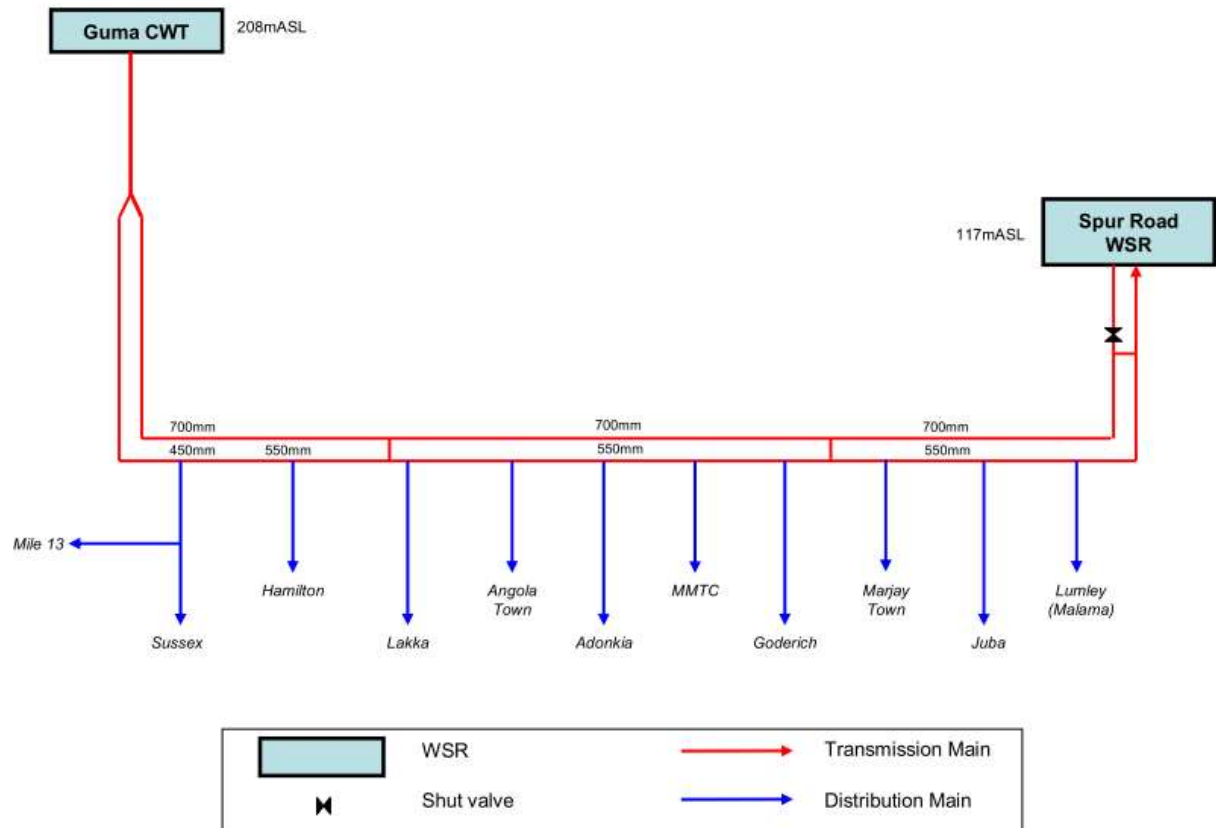 Guma CWT
208mASL
Spur Road
WSR
117mASL
700mm
700mm
700mm
450mm
550mm
550mm
550mm
Mile 13
Hamilton
Angola
Town
MMTC
Marjay
Town
Lumley
(Malama)
Sussex
Lakka
Adonkia
Goderich
Juba
WSR
Transmission Main
Shut valve
Distribution Main